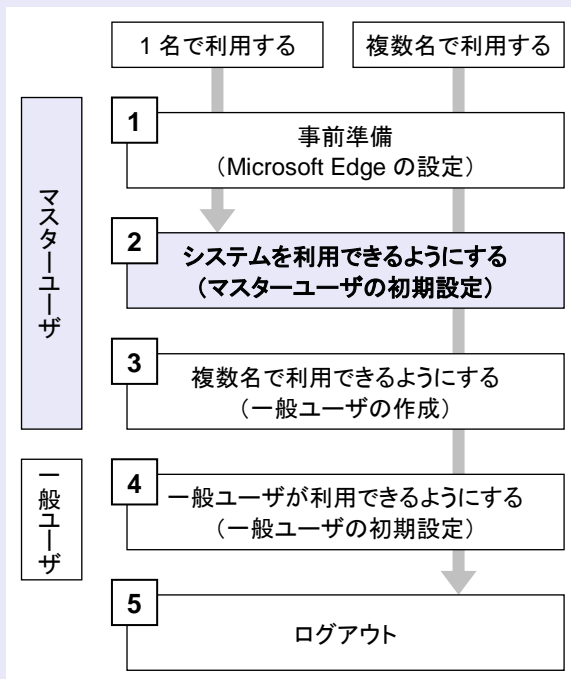 1 名で利用する
複数名で利用する
マスターユーザ
1
事前準備
（Microsoft Edge の設定）
2
システムを利用できるようにする
（マスターユーザの初期設定）
3
複数名で利用できるようにする
（一般ユーザの作成）
一般ユーザ
4
一般ユーザが利用できるようにする
（一般ユーザの初期設定）
5
ログアウト